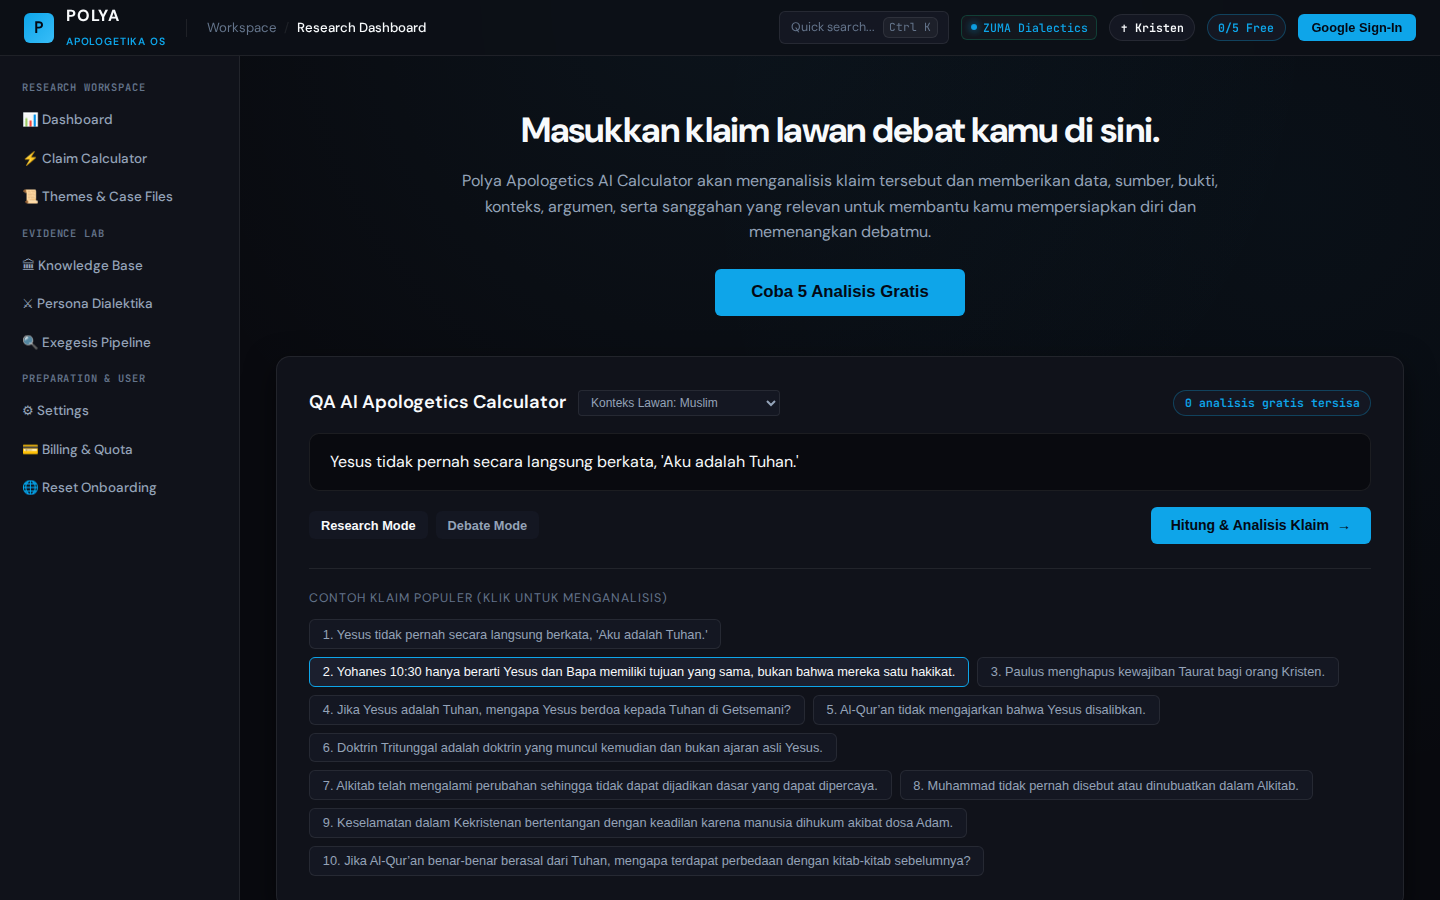 P
POLYA
APOLOGETIKA OS
Workspace / Research Dashboard
Quick search... Ctrl K
ZUMA Dialectics
✝ Kristen
0/5 Free
Google Sign-In
RESEARCH WORKSPACE
📊 Dashboard
⚡ Claim Calculator
📜 Themes & Case Files
EVIDENCE LAB
🏛 Knowledge Base
⚔ Persona Dialektika
🔍 Exegesis Pipeline
PREPARATION & USER
⚙ Settings
💳 Billing & Quota
🌐 Reset Onboarding
Masukkan klaim lawan debat kamu di sini.
Polya Apologetics AI Calculator akan menganalisis klaim tersebut dan memberikan data, sumber, bukti,
konteks, argumen, serta sanggahan yang relevan untuk membantu kamu mempersiapkan diri dan
memenangkan debatmu.
Coba 5 Analisis Gratis
QA AI Apologetics Calculator
Konteks Lawan: Muslim
0 analisis gratis tersisa
Yesus tidak pernah secara langsung berkata, 'Aku adalah Tuhan.'
Research Mode
Debate Mode
Hitung & Analisis Klaim →
CONTOH KLAIM POPULER (KLIK UNTUK MENGANALISIS)
1. Yesus tidak pernah secara langsung berkata, 'Aku adalah Tuhan.'
2. Yohanes 10:30 hanya berarti Yesus dan Bapa memiliki tujuan yang sama, bukan bahwa mereka satu hakikat.
3. Paulus menghapus kewajiban Taurat bagi orang Kristen.
4. Jika Yesus adalah Tuhan, mengapa Yesus berdoa kepada Tuhan di Getsemani?
5. Al-Qur'an tidak mengajarkan bahwa Yesus disalibkan.
6. Doktrin Tritunggal adalah doktrin yang muncul kemudian dan bukan ajaran asli Yesus.
7. Alkitab telah mengalami perubahan sehingga tidak dapat dijadikan dasar yang dapat dipercaya.
8. Muhammad tidak pernah disebut atau dinubuatkan dalam Alkitab.
9. Keselamatan dalam Kekristenan bertentangan dengan keadilan karena manusia dihukum akibat dosa Adam.
10. Jika Al-Qur'an benar-benar berasal dari Tuhan, mengapa terdapat perbedaan dengan kitab-kitab sebelumnya?